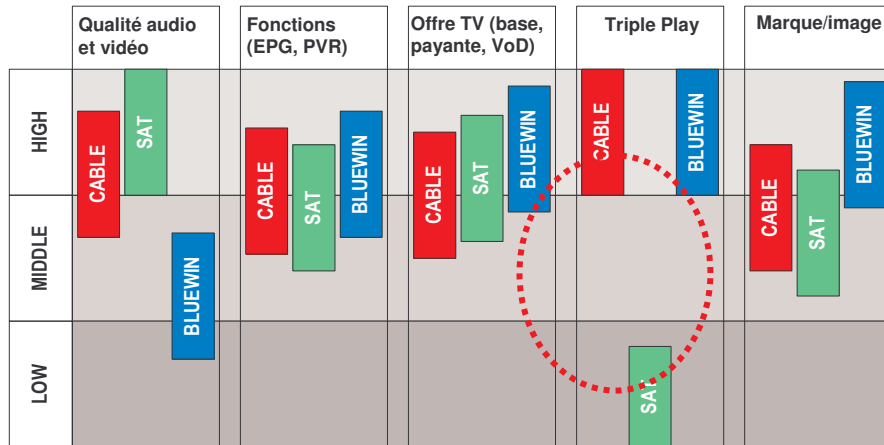 Qualité audio
et vidéo
Fonctions
(EPG, PVR)
Offre TV (base,
payante, VoD)
Triple Play
Marque/image
HIGH
CABLE
SAT
CABLE
SAT
BLUEWIN
CABLE
SAT
BLUEWIN
CABLE
BLUEWIN
CABLE
SAT
BLUEWIN
MIDDLE
BLUEWIN
LOW
SAT